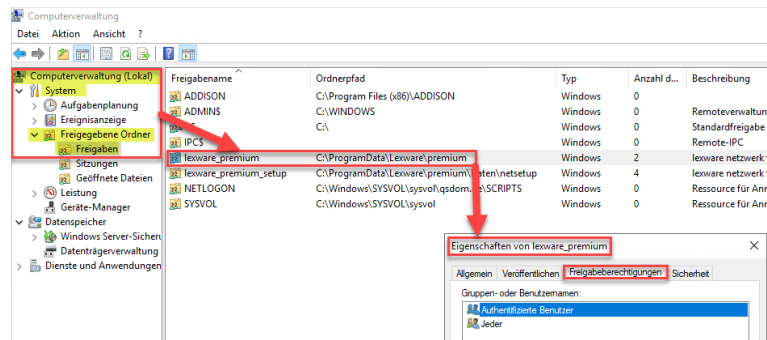 Computerverwaltung
Datei Aktion Ansicht ?
Computerverwaltung (Lokal)
System
Aufgabenplanung
Ereignisanzeige
Freigegebene Ordner
Freigaben
Sitzungen
Geöffnete Dateien
Leistung
Geräte-Manager
Datenspeicher
Windows Server-Sicher
Datenträgerverwaltung
Dienste und Anwendungen
Freigabename Ordnerpfad Typ Anzahl d... Beschreibung
ADDISON C:\Program Files (x86)\ADDISON Windows 0
ADMIN$ C:\WINDOWS Windows 0 Remoteverwaltun
C:\ Windows 0 Standardfreigabe
IPC$ Windows 0 Remote-IPC
lexware_premium C:\ProgramData\Lexware\premium Windows 2 lexware netzwerk
lexware_premium_setup C:\ProgramData\Lexware\premium\ aten\netsetup Windows 4 lexware netzwerk
NETLOGON C:\Windows\SYSVOL\sysvol\qsdom. e\SCRIPTS Windows 0 Ressource für Anr
SYSVOL C:\Windows\SYSVOL\sysvol Windows 0 Ressource für Anr
Eigenschaften von lexware_premium
Allgemein Veröffentlichen Freigabeberechtigungen Sicherheit
Gruppen- oder Benutzernamen:
Authentifizierte Benutzer
Jeder